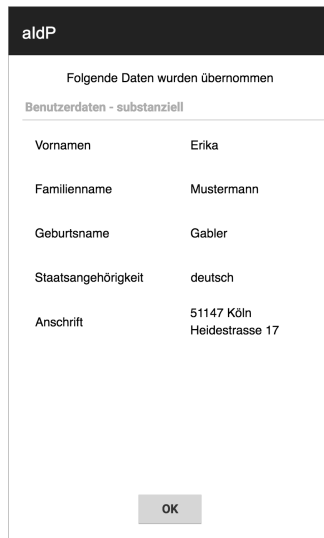 aIdP
Folgende Daten wurden übernommen
Benutzerdaten - substanziell
Vornamen Erika
Familienname Mustermann
Geburtsname Gabler
Staatsangehörigkeit deutsch
Anschrift 51147 Köln
Heidestrasse 17
OK